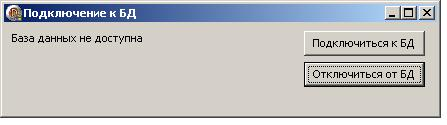 Подключение к БД
База данных не доступна
Подключиться к БД
Отключиться от БД